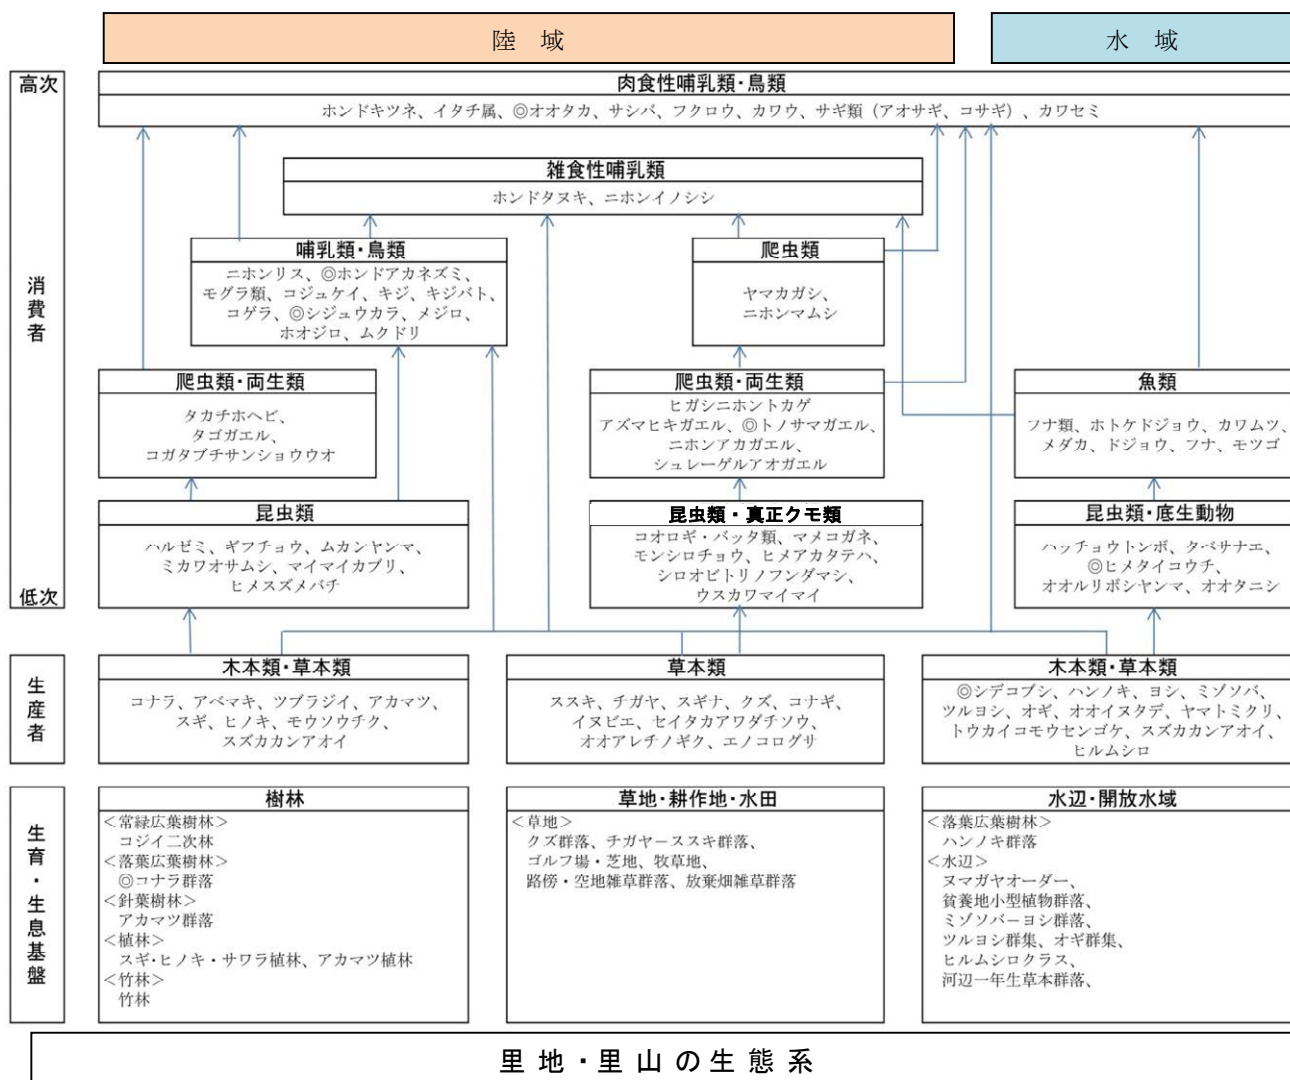 陸 域
水 域
高次
消費者
低次
肉食性哺乳類・鳥類
ホンドキツネ、イタチ属、◎オオタカ、サシバ、フクロウ、カワウ、サギ類（アオサギ、コサギ）、カワセミ
雑食性哺乳類
ホンドタヌキ、ニホンイノシシ
哺乳類・鳥類
ニホンリス、◎ホンドアカネズミ、
モグラ類、コジュケイ、キジ、キジバト、
コゲラ、◎シジュウカラ、メジロ、
ホオジロ、ムクドリ
爬虫類
ヤマカガシ、
ニホンマムシ
爬虫類・両生類
タカチホヘビ、
タゴガエル、
コガタブチサンショウウオ
爬虫類・両生類
ヒガシニホントカゲ
アズマヒキガエル、◎トノサマガエル、
ニホンアカガエル、
シュレーゲルアオガエル
魚類
フナ類、ホトケドジョウ、カワムツ、
メダカ、ドジョウ、フナ、モツゴ
昆虫類
ハルゼミ、ギフチョウ、ムカシヤンマ、
ミカワオサムシ、マイマイカブリ、
ヒメスズメバチ
昆虫類・真正クモ類
コオロギ・バッタ類、マメコガネ、
モンシロチョウ、ヒメアカタテハ、
シロオビトリノフンダマシ、
ウスカワマイマイ
昆虫類・底生動物
ハッチョウトンボ、タベサナエ、
◎ヒメタイコウチ、
オオルリボシヤンマ、オオタニシ
生産者
木本類・草本類
コナラ、アベマキ、ツブラジイ、アカマツ、
スギ、ヒノキ、モウソウチク、
スズカカンアオイ
草本類
ススキ、チガヤ、スギナ、クズ、コナギ、
イヌビエ、セイタカアワダチソウ、
オオアレチノギク、エノコログサ
木本類・草本類
◎シデコブシ、ハンノキ、ヨシ、ミゾソバ、
ツルヨシ、オギ、オオイヌタデ、ヤマトミクリ、
トウカイコモウセンゴケ、スズカカンアオイ、
ヒルムシロ
生育・生息基盤
樹林
＜常緑広葉樹林＞
コジイ二次林
＜落葉広葉樹林＞
◎コナラ群落
＜針葉樹林＞
アカマツ群落
＜植林＞
スギ・ヒノキ・サワラ植林、アカマツ植林
＜竹林＞
竹林
草地・耕作地・水田
＜草地＞
クズ群落、チガヤーススキ群落、
ゴルフ場・芝地、牧草地、
路傍・空地雑草群落、放棄畑雑草群落
水辺・開放水域
＜落葉広葉樹林＞
ハンノキ群落
＜水辺＞
ヌマガヤオーダー、
貧養地小型植物群落、
ミゾソバーヨシ群落、
ツルヨシ群集、オギ群集、
ヒルムシロクラス、
河辺一年生草本群落、
里地・里山の生態系